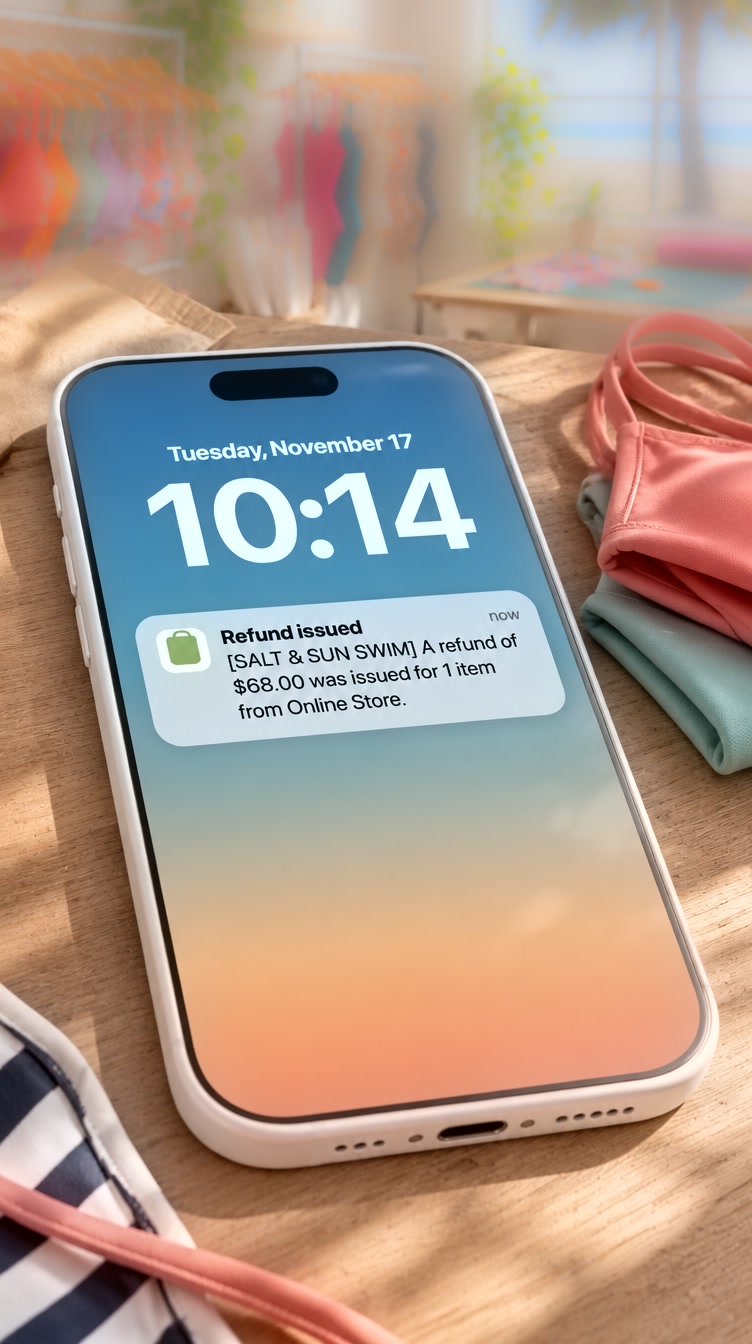 Tuesday, November 17
10:14
Refund issued
now
[SALT & SUN SWIM] A refund of
$68.00 was issued for 1 item
from Online Store.